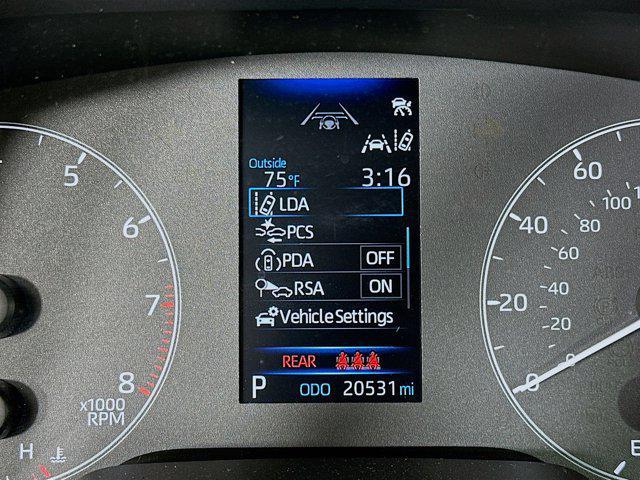 Outside
75°F 3:16
LDA
PCS
PDA OFF
RSA ON
Vehicle Settings
REAR
P ODO 20531 mi
5
6
7
8
x1000
RPM
H
60
40
20
0
100
80
60
40
20
0
E